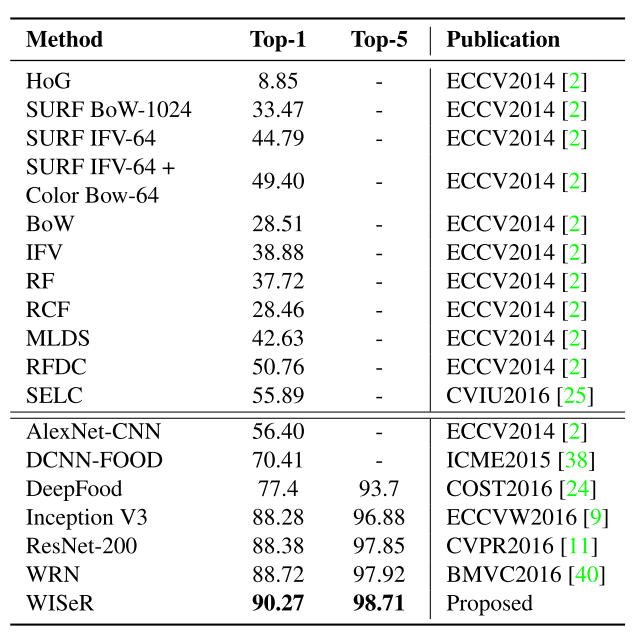 Method Top-1 Top-5 Publication
HoG 8.85 - ECCV2014 [2]
SURF BoW-1024 33.47 - ECCV2014 [2]
SURF IFV-64 44.79 - ECCV2014 [2]
SURF IFV-64 +
Color Bow-64 49.40 - ECCV2014 [2]
BoW 28.51 - ECCV2014 [2]
IFV 38.88 - ECCV2014 [2]
RF 37.72 - ECCV2014 [2]
RCF 28.46 - ECCV2014 [2]
MLDS 42.63 - ECCV2014 [2]
RFDC 50.76 - ECCV2014 [2]
SELC 55.89 - CVIU2016 [25]
AlexNet-CNN 56.40 - ECCV2014 [2]
DCNN-FOOD 70.41 - ICME2015 [38]
DeepFood 77.4 93.7 COST2016 [24]
Inception V3 88.28 96.88 ECCVW2016 [9]
ResNet-200 88.38 97.85 CVPR2016 [11]
WRN 88.72 97.92 BMVC2016 [40]
WISeR 90.27 98.71 Proposed